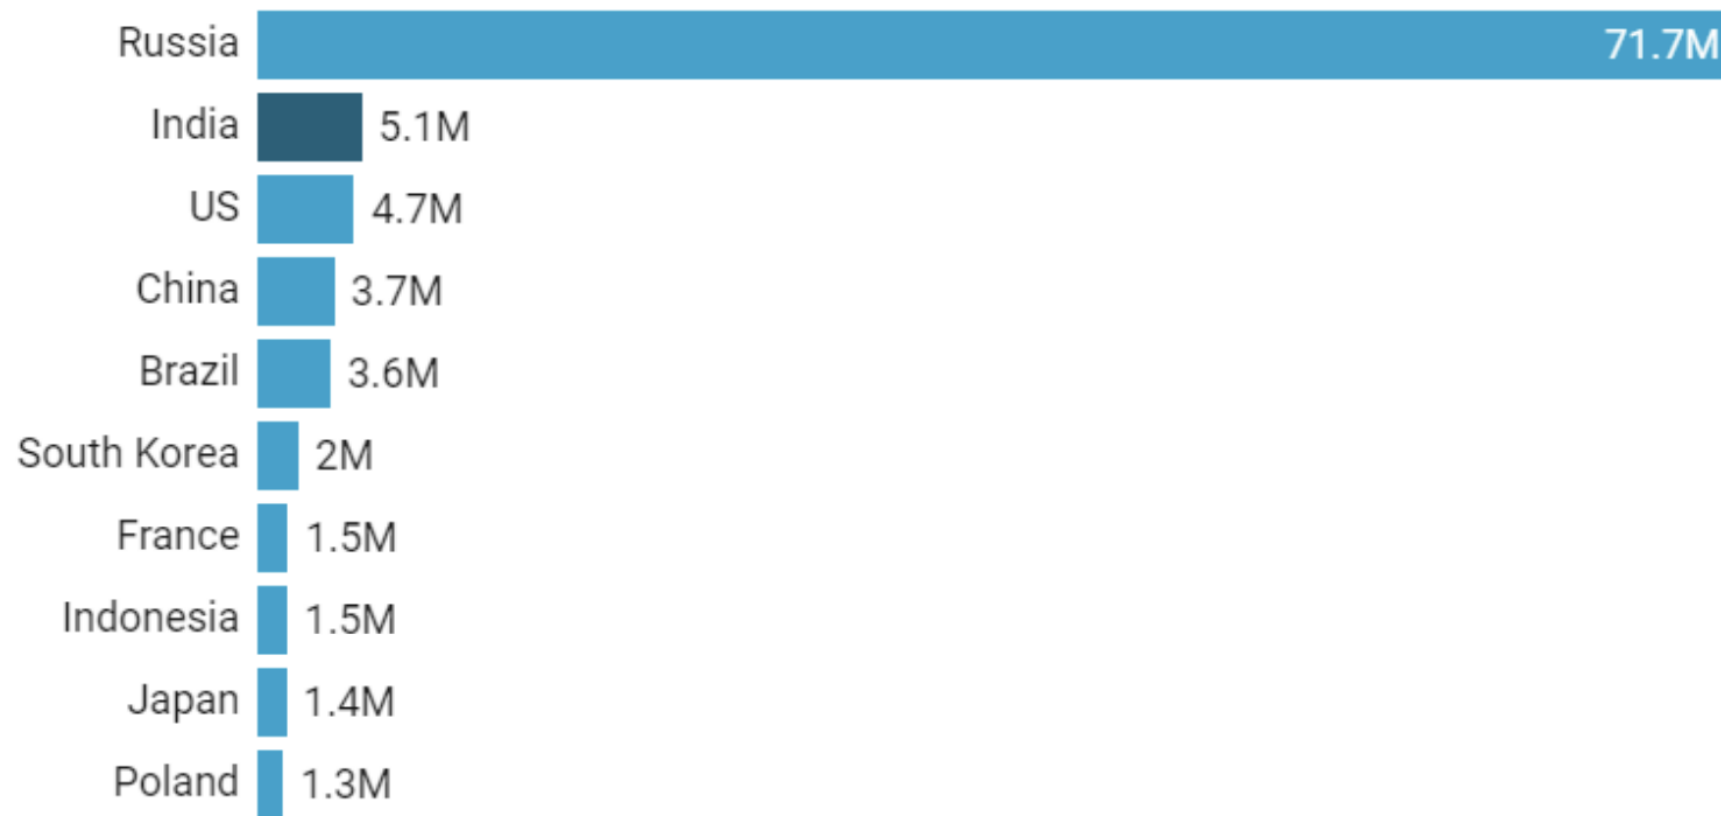 Russia 71.7M
India 5.1M
US 4.7M
China 3.7M
Brazil 3.6M
South Korea 2M
France 1.5M
Indonesia 1.5M
Japan 1.4M
Poland 1.3M